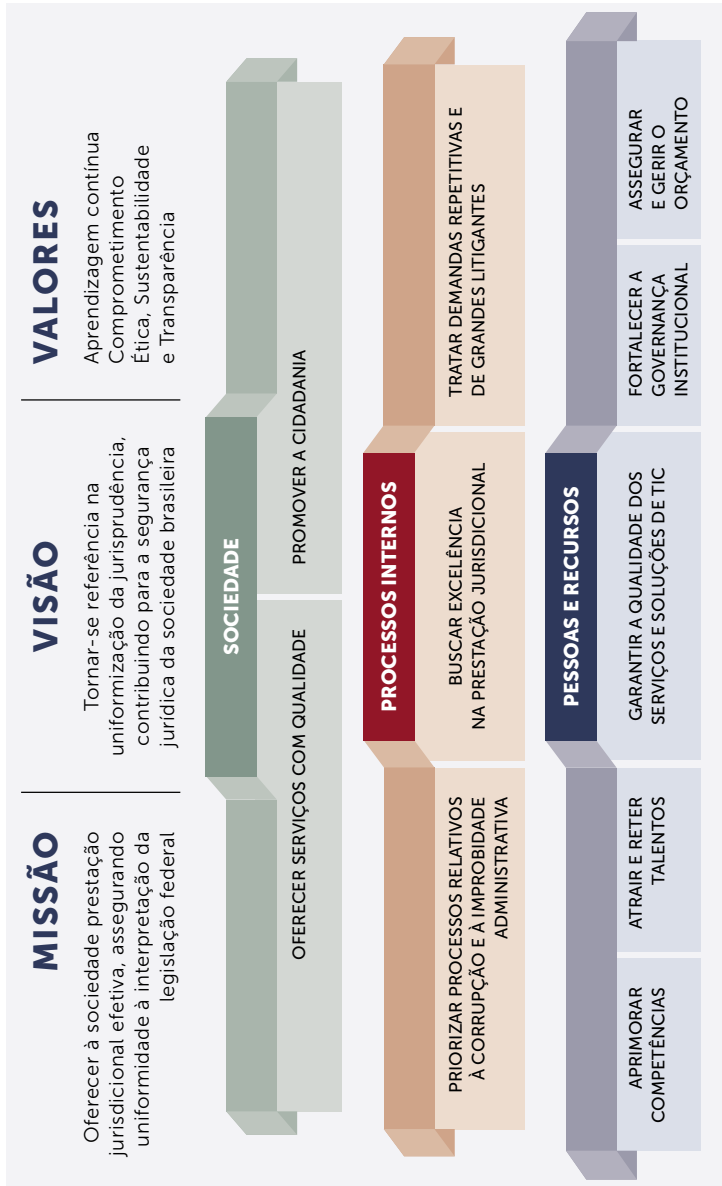 MISSÃO
Oferecer à sociedade prestação
jurisdicional efetiva, assegurando
uniformidade à interpretação da
legislação federal
VISÃO
Tornar-se referência na
uniformização da jurisprudência,
contribuindo para a segurança
jurídica da sociedade brasileira
VALORES
Aprendizagem contínua
Comprometimento
Ética, Sustentabilidade
e Transparência
SOCIEDADE
OFERECER SERVIÇOS COM QUALIDADE
PROMOVER A CIDADANIA
PROCESSOS INTERNOS
PRIORIZAR PROCESSOS RELATIVOS
À CORRUPÇÃO E À IMPROBIDADE
ADMINISTRATIVA
BUSCAR EXCELÊNCIA
NA PRESTAÇÃO JURISDICIONAL
TRATAR DEMANDAS REPETITIVAS E
DE GRANDES LITIGANTES
PESSOAS E RECURSOS
APRIMORAR
COMPETÊNCIAS
ATRAIR E RETER
TALENTOS
GARANTIR A QUALIDADE DOS
SERVIÇOS E SOLUÇÕES DE TIC
FORTALECER A
GOVERNANÇA
INSTITUCIONAL
ASSEGURAR
E GERIR O
ORÇAMENTO